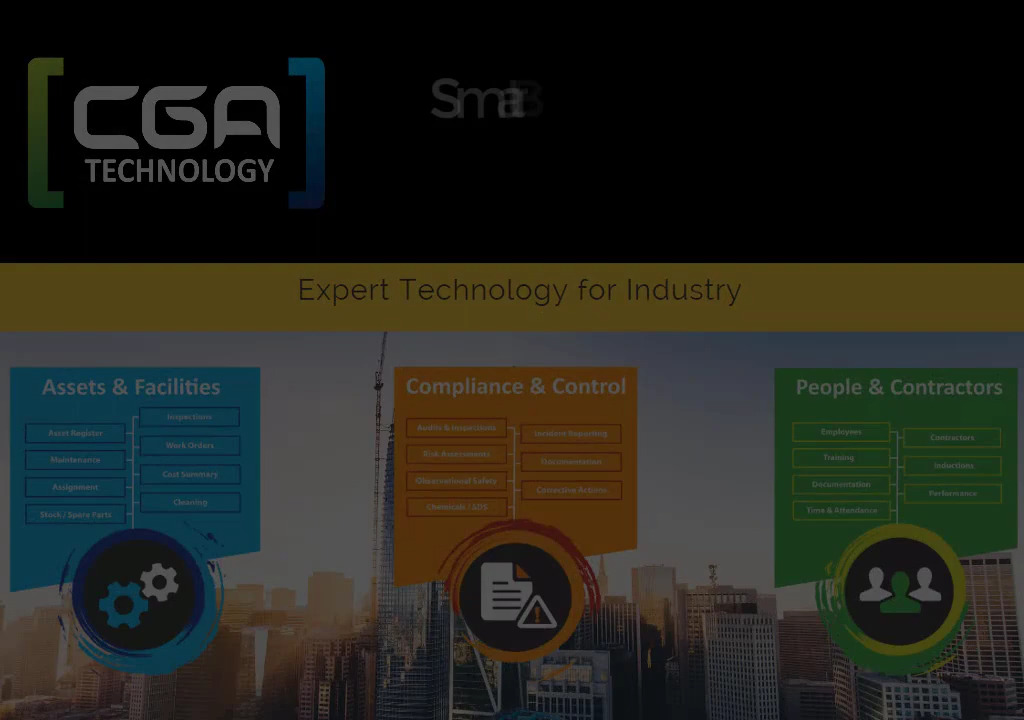 CGA
TECHNOLOGY
Expert Technology for Industry
Assets & Facilities
Asset Register
Maintenance
Assignment
Stock / Spare Parts
Inspections
Work Orders
Cost Summary
Cleaning
Compliance & Control
Audits & Inspections
Risk Assessments
Observational Safety
Chemicals / SDS
Incident Reporting
Documentation
Corrective Actions
People & Contractors
Employees
Training
Documentation
Time & Attendance
Contractors
Inductions
Performance